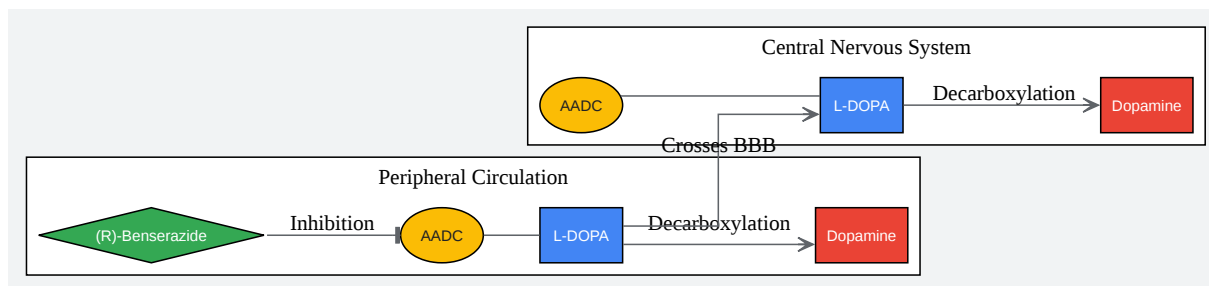 Central Nervous System
AADC
L-DOPA
Decarboxylation
Dopamine
Crosses BBB
Peripheral Circulation
(R)-Benserazide
Inhibition
AADC
L-DOPA
Decarboxylation
Dopamine